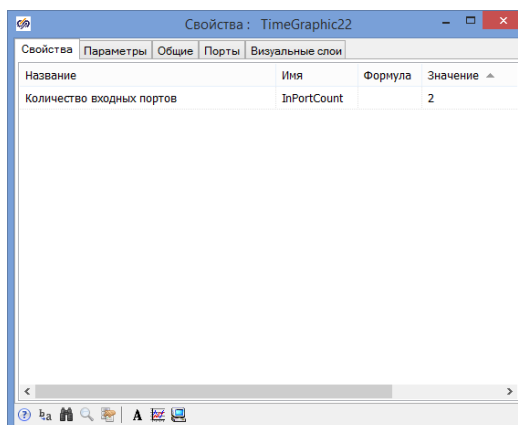 Свойства : TimeGraphic22
Свойства Параметры Общие Порты Визуальные слои
Название Имя Формула Значение
Количество входных портов InPortCount 2